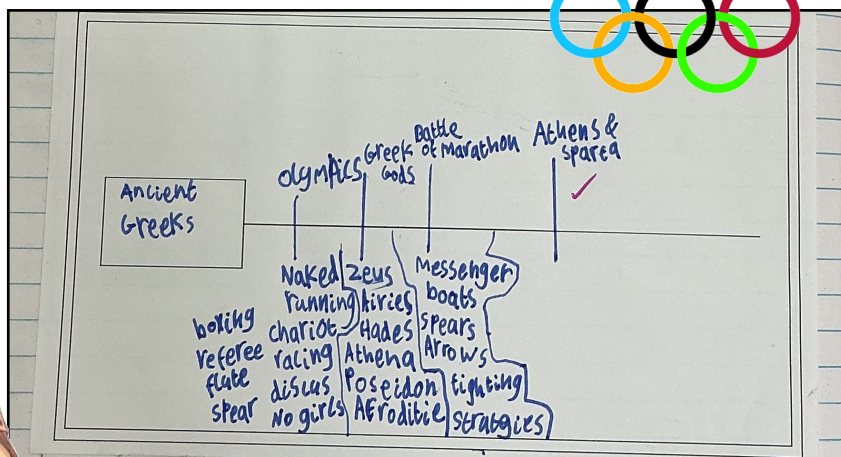 Ancient
Greeks
Olympics
Greek
Gods
Battle
of Marathon
Athens &
Sparta
Naked
running
boxing chariot
referee racing
flute discus
spear No girls
Zeus
Airies
Hades
Athena
Poseidon
AFroditie
Messenger
boats
spears
Arrows
fighting
stratgies